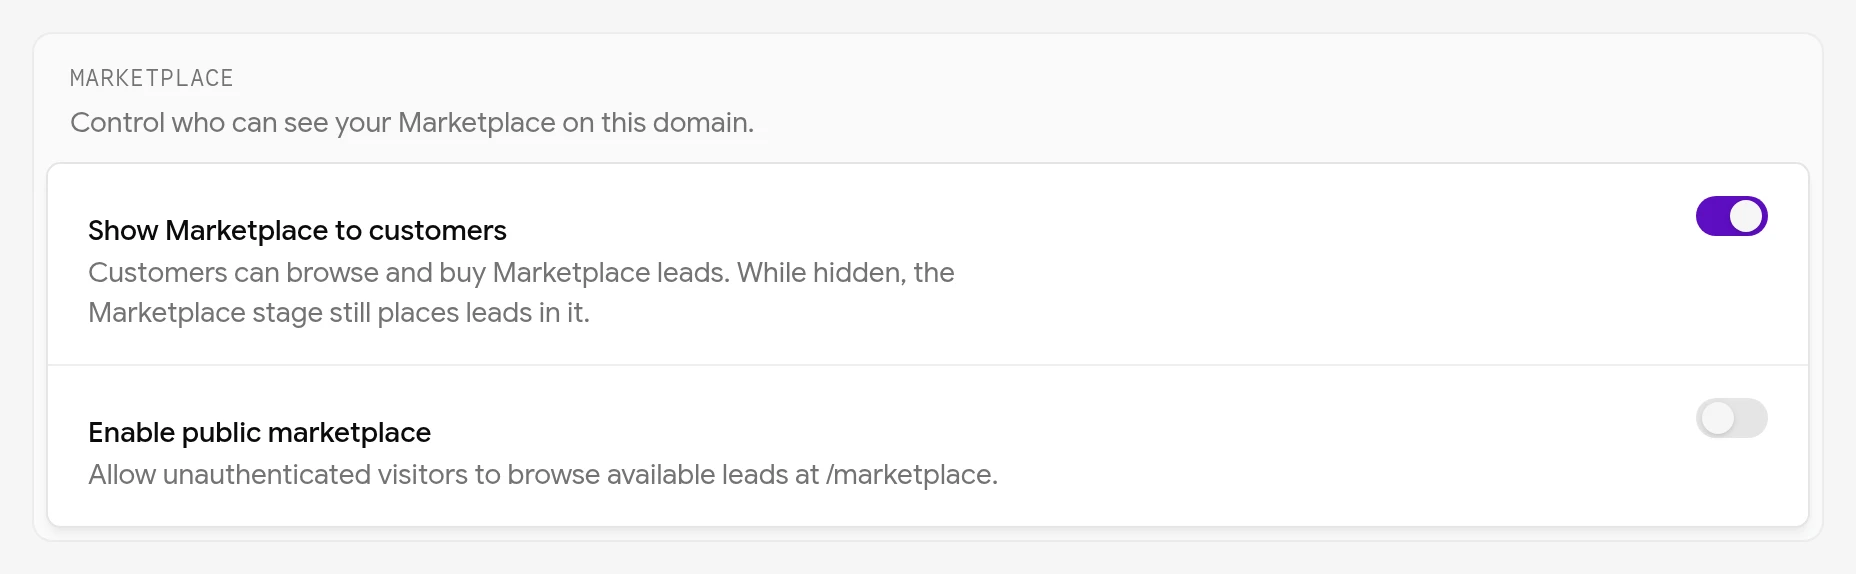 MARKETPLACE
Control who can see your Marketplace on this domain.
Show Marketplace to customers
Customers can browse and buy Marketplace leads. While hidden, the
Marketplace stage still places leads in it.
Enable public marketplace
Allow unauthenticated visitors to browse available leads at /marketplace.